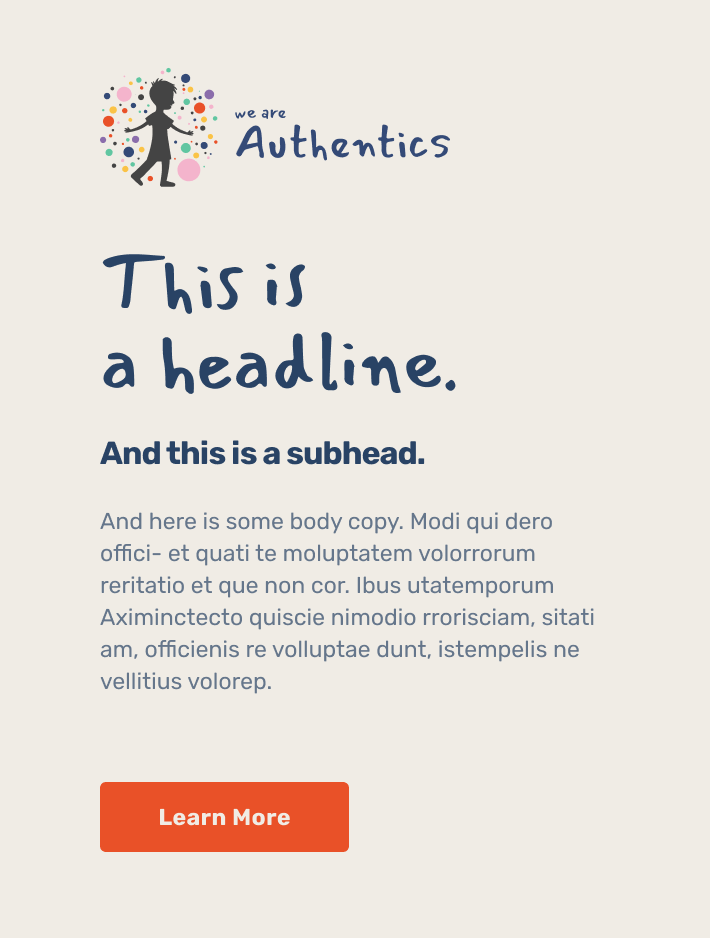 we are
Authentics
This is
a headline.
And this is a subhead.
And here is some body copy. Modi qui dero
offici- et quati te moluptatem volorrorum
reritatio et que non cor. Ibus utatemporum
Aximinctecto quiscie nimodio rrorisciam, sitati
am, officienis re volluptae dunt, istempelis ne
vellitius volorep.
Learn More